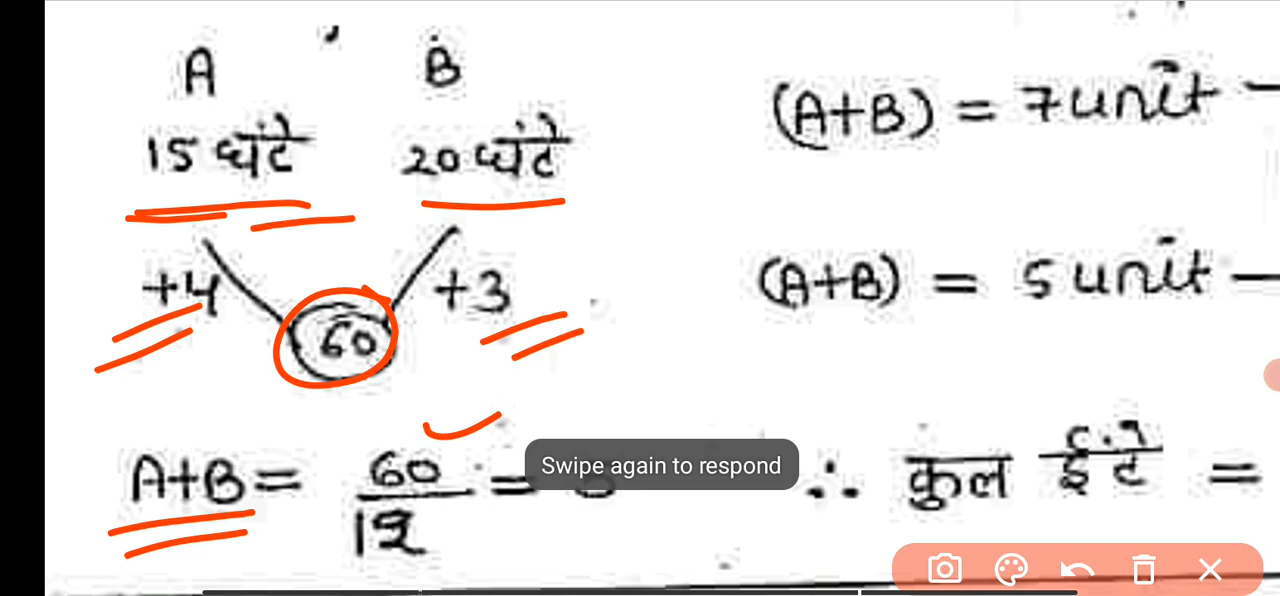 A B
15 घंटे 20 घंटे
+4 +3
60
A+B = 60/12 =
(A+B) = 7 unit –
(A+B) = 5 unit –
∴ कुल ईंटे =
Swipe again to respond